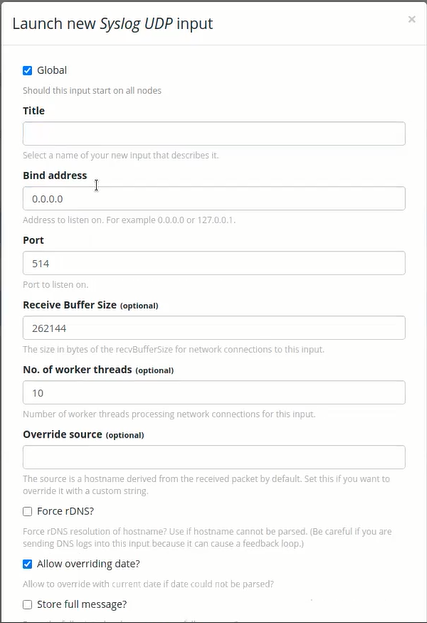 Launch new Syslog UDP input
×
Global
Should this input start on all nodes
Title
Select a name of your new input that describes it.
Bind address
0.0.0.0
Address to listen on. For example 0.0.0.0 or 127.0.0.1.
Port
514
Port to listen on.
Receive Buffer Size (optional)
262144
The size in bytes of the recvBufferSize for network connections to this input.
No. of worker threads (optional)
10
Number of worker threads processing network connections for this input.
Override source (optional)
The source is a hostname derived from the received packet by default. Set this if you want to
override it with a custom string.
Force rDNS?
Force rDNS resolution of hostname? Use if hostname cannot be parsed. (Be careful if you are
sending DNS logs into this input because it can cause a feedback loop.)
Allow overriding date?
Allow to override with current date if date could not be parsed?
Store full message?